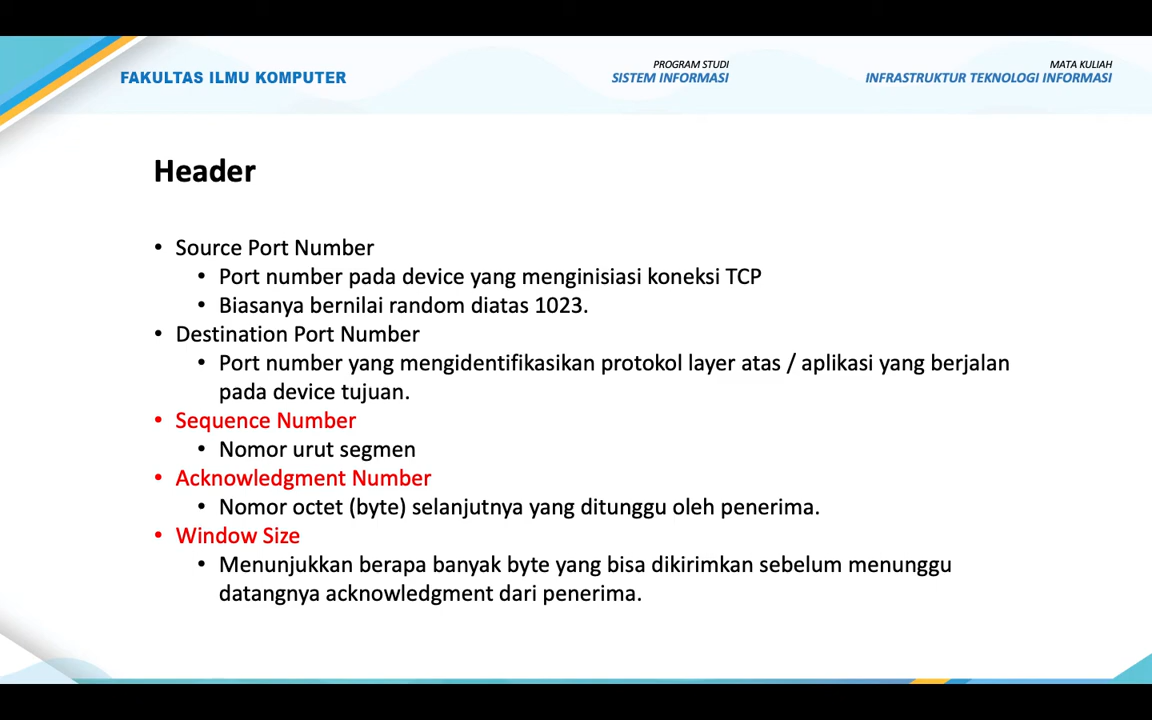 FAKULTAS ILMU KOMPUTER
PROGRAM STUDI
SISTEM INFORMASI
MATA KULIAH
INFRASTRUKTUR TEKNOLOGI INFORMASI
Header
• Source Port Number
• Port number pada device yang menginisiasi koneksi TCP
• Biasanya bernilai random diatas 1023.
• Destination Port Number
• Port number yang mengidentifikasikan protokol layer atas / aplikasi yang berjalan
pada device tujuan.
• Sequence Number
• Nomor urut segmen
• Acknowledgment Number
• Nomor octet (byte) selanjutnya yang ditunggu oleh penerima.
• Window Size
• Menunjukkan berapa banyak byte yang bisa dikirimkan sebelum menunggu
datangnya acknowledgment dari penerima.